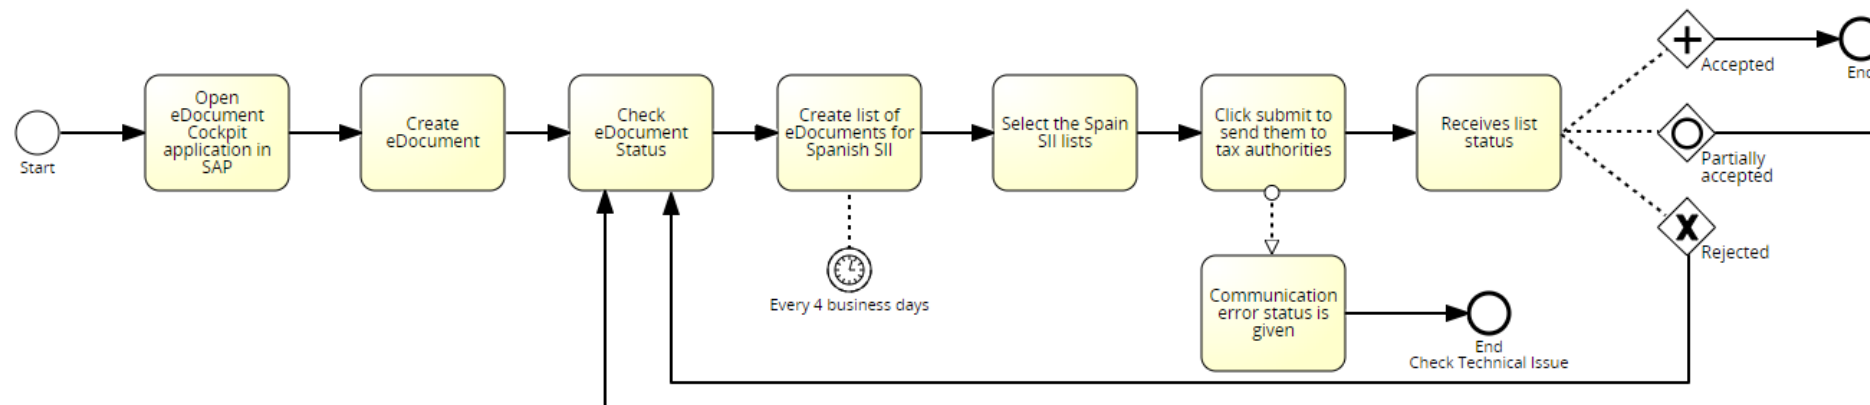 Start
Open
eDocument
Cockpit
application in
SAP
Create
eDocument
Check
eDocument
Status
Create list of
eDocuments for
Spanish SII
Every 4 business days
Select the Spain
SII lists
Click submit to
send them to
tax authorities
Communication
error status is
given
End
Check Technical Issue
Receives list
status
Accepted
End
Partially
accepted
Rejected